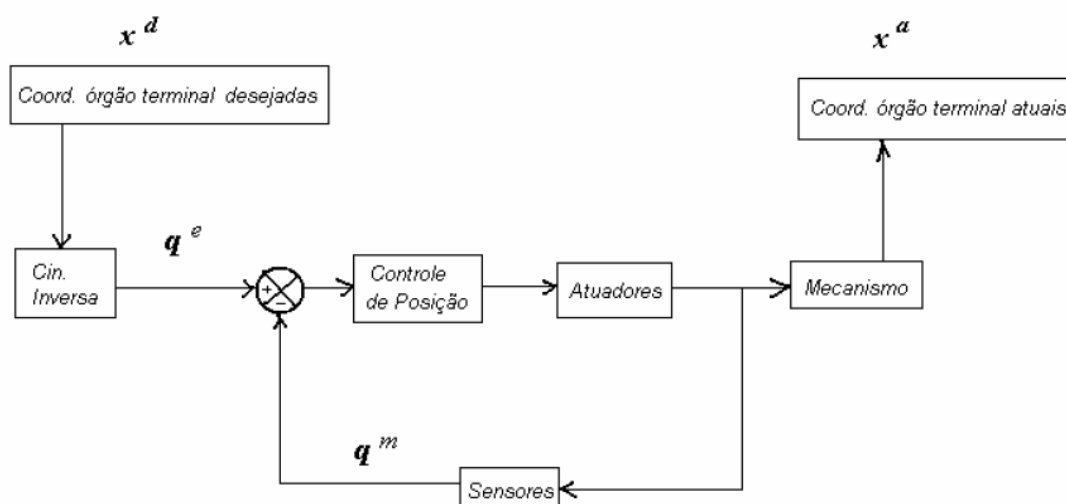 x d
x a
Coord. órgão terminal desejadas
Coord. órgão terminal atuais
q e
Cin.
Inversa
+
−
Controle
de Posição
Atuadores
Mecanismo
q m
Sensores